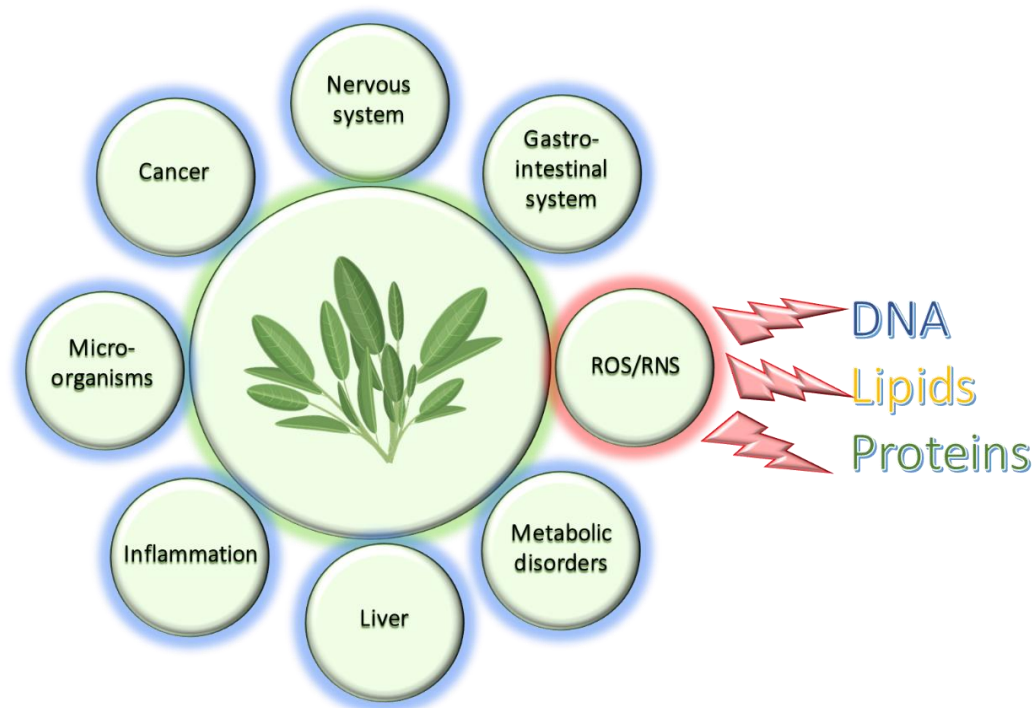 Nervous
system
Gastro-
intestinal
system
Cancer
Micro-
organisms
ROS/RNS
DNA
Lipids
Proteins
Inflammation
Metabolic
disorders
Liver